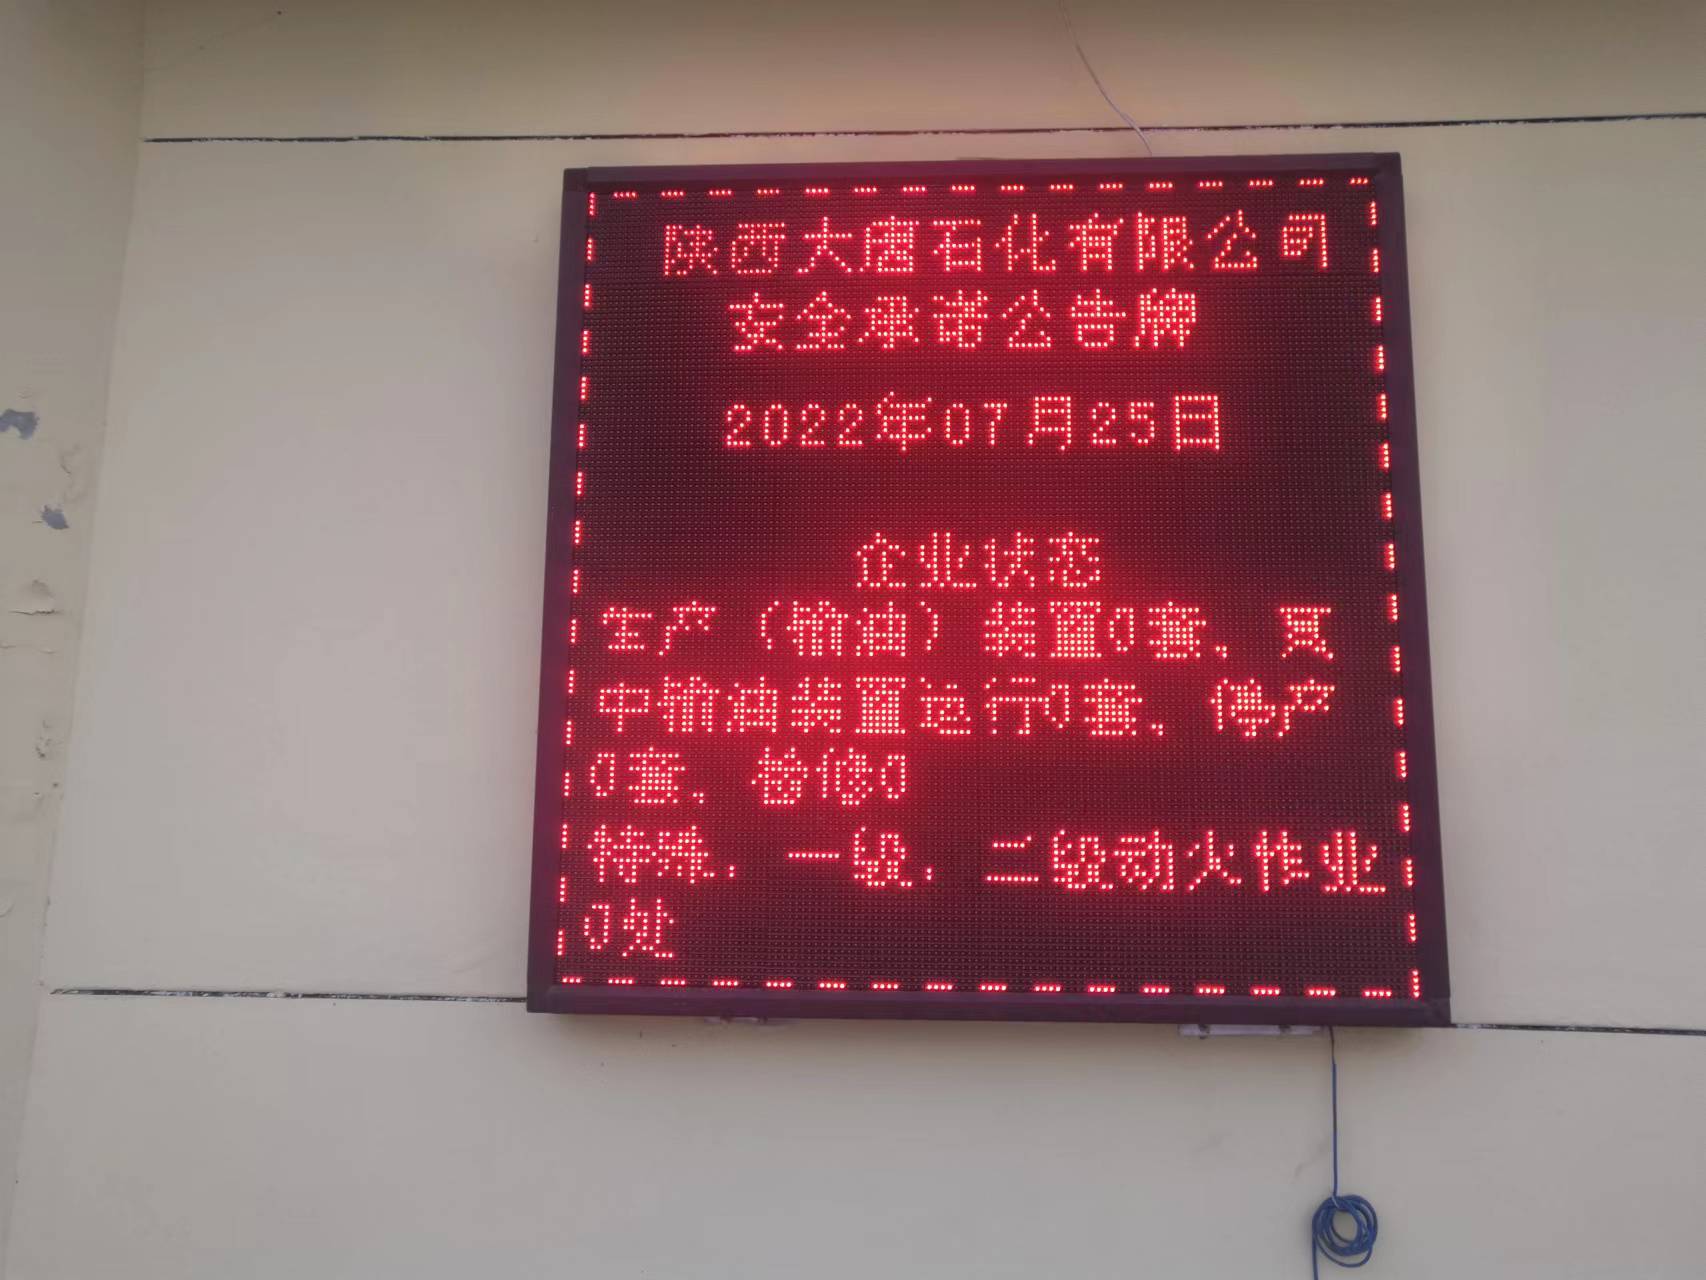 陕西大唐石化有限公司
安全承诺公告牌
2022年07月25日
企业状态
生产（输油）装置0套，其
中输油装置运行0套，停产
0套，检修0
特殊，一级，二级动火作业
0处